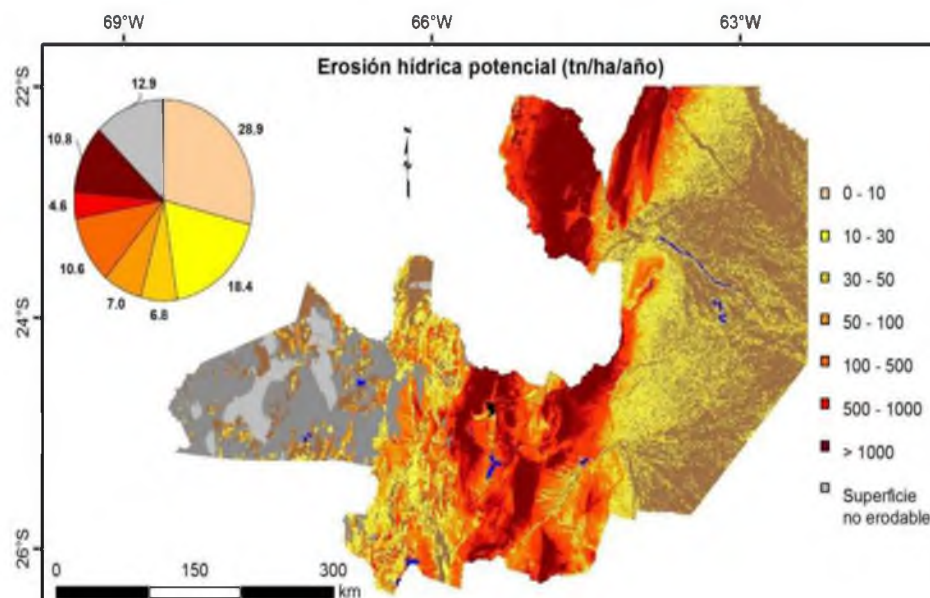 69°W 66°W 63°W
Erosión hídrica potencial (tn/ha/año)
22°S
24°S
26°S
12.9
28.9
10.8
4.6
10.6
7.0
6.8
18.4
0 - 10
10 - 30
30 - 50
50 - 100
100 - 500
500 - 1000
> 1000
Superficie
no erodable
0 150 300
km